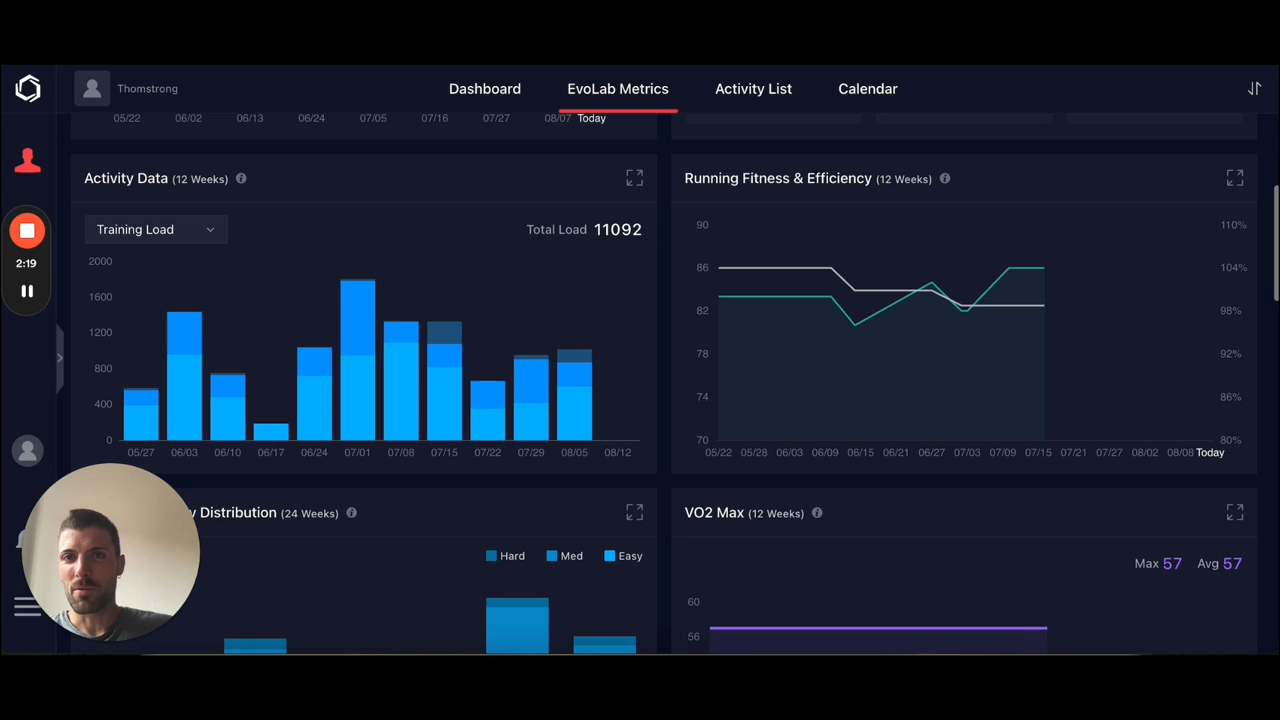 Thomstrong
Dashboard
EvoLab Metrics
Activity List
Calendar
05/22 06/02 06/13 06/24 07/05 07/16 07/27 08/07 Today
2:19
Activity Data (12 Weeks)
Training Load
Total Load 11092
2000
1600
1200
800
400
0
05/27 06/03 06/10 06/17 06/24 07/01 07/08 07/15 07/22 07/29 08/05 08/12
Running Fitness & Efficiency (12 Weeks)
90 110%
86 104%
82 98%
78 92%
74 86%
70 80%
05/22 05/28 06/03 06/09 06/15 06/21 06/27 07/03 07/09 07/15 07/21 07/27 08/02 08/08 Today
Distribution (24 Weeks)
Hard Med Easy
VO2 Max (12 Weeks)
Max 57 Avg 57
60
56